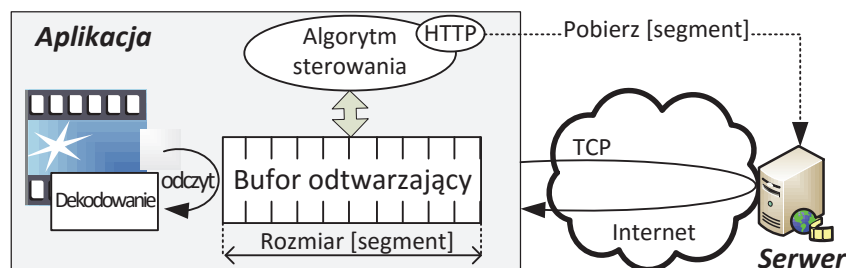 Aplikacja
Algorytm
sterowania
HTTP
Pobierz [segment]
Dekodowanie
odczyt
Bufor odtwarzający
Rozmiar [segment]
TCP
Internet
Serwer